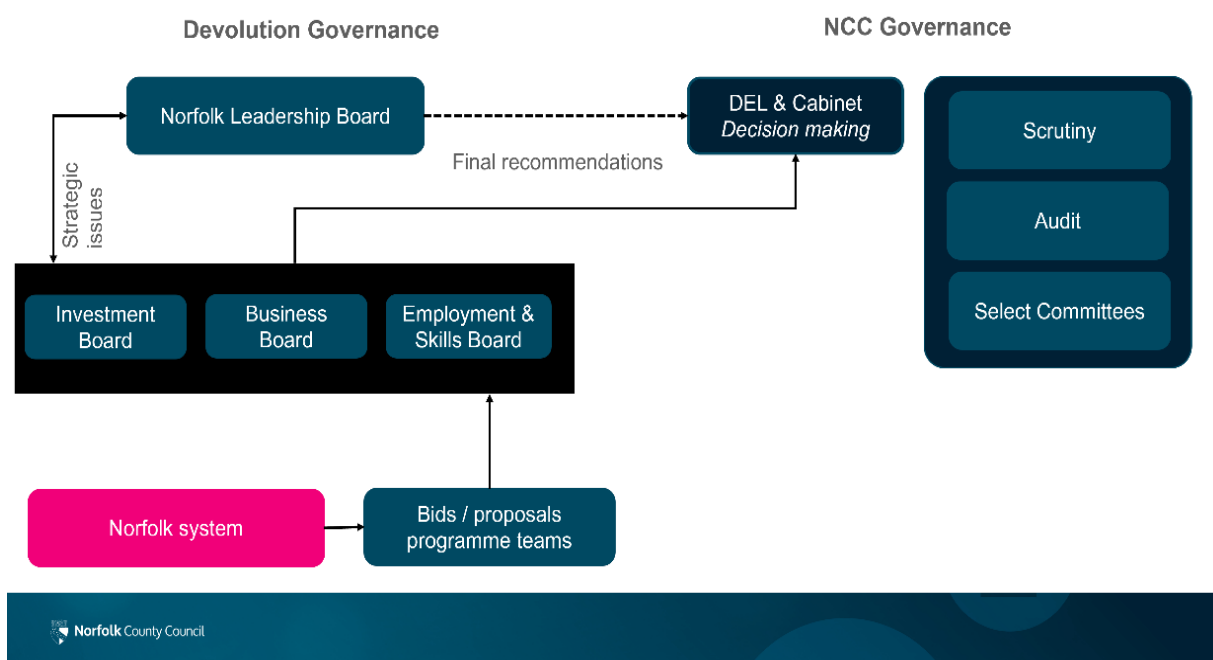 Devolution Governance
NCC Governance
Norfolk Leadership Board
DEL & Cabinet
Decision making
Scrutiny
Final recommendations
Strategic
issues
Audit
Investment
Board
Business
Board
Employment &
Skills Board
Select Committees
Norfolk system
Bids / proposals
programme teams
Norfolk County Council